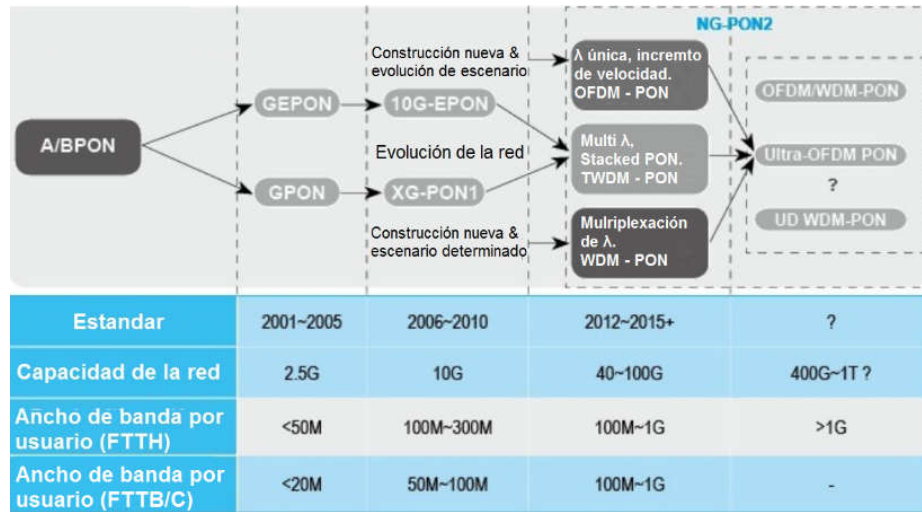 NG-PON2
Construcción nueva &
evolución de escenario
λ única, incremto
de velocidad.
OFDM - PON
OFDM/WDM-PON
GEPON
10G-EPON
A/BPON
Evolución de la red
Multi λ,
Stacked PON.
TWDM - PON
Ultra-OFDM PON
?
GPON
XG-PON1
UD WDM-PON
Construcción nueva &
escenario determinado
Mulriplexación
de λ.
WDM - PON
Estandar 2001~2005 2006~2010 2012~2015+ ?
Capacidad de la red 2.5G 10G 40~100G 400G~1T ?
Ancho de banda por
usuario (FTTH) <50M 100M~300M 100M~1G >1G
Ancho de banda por
usuario (FTTB/C) <20M 50M~100M 100M~1G -